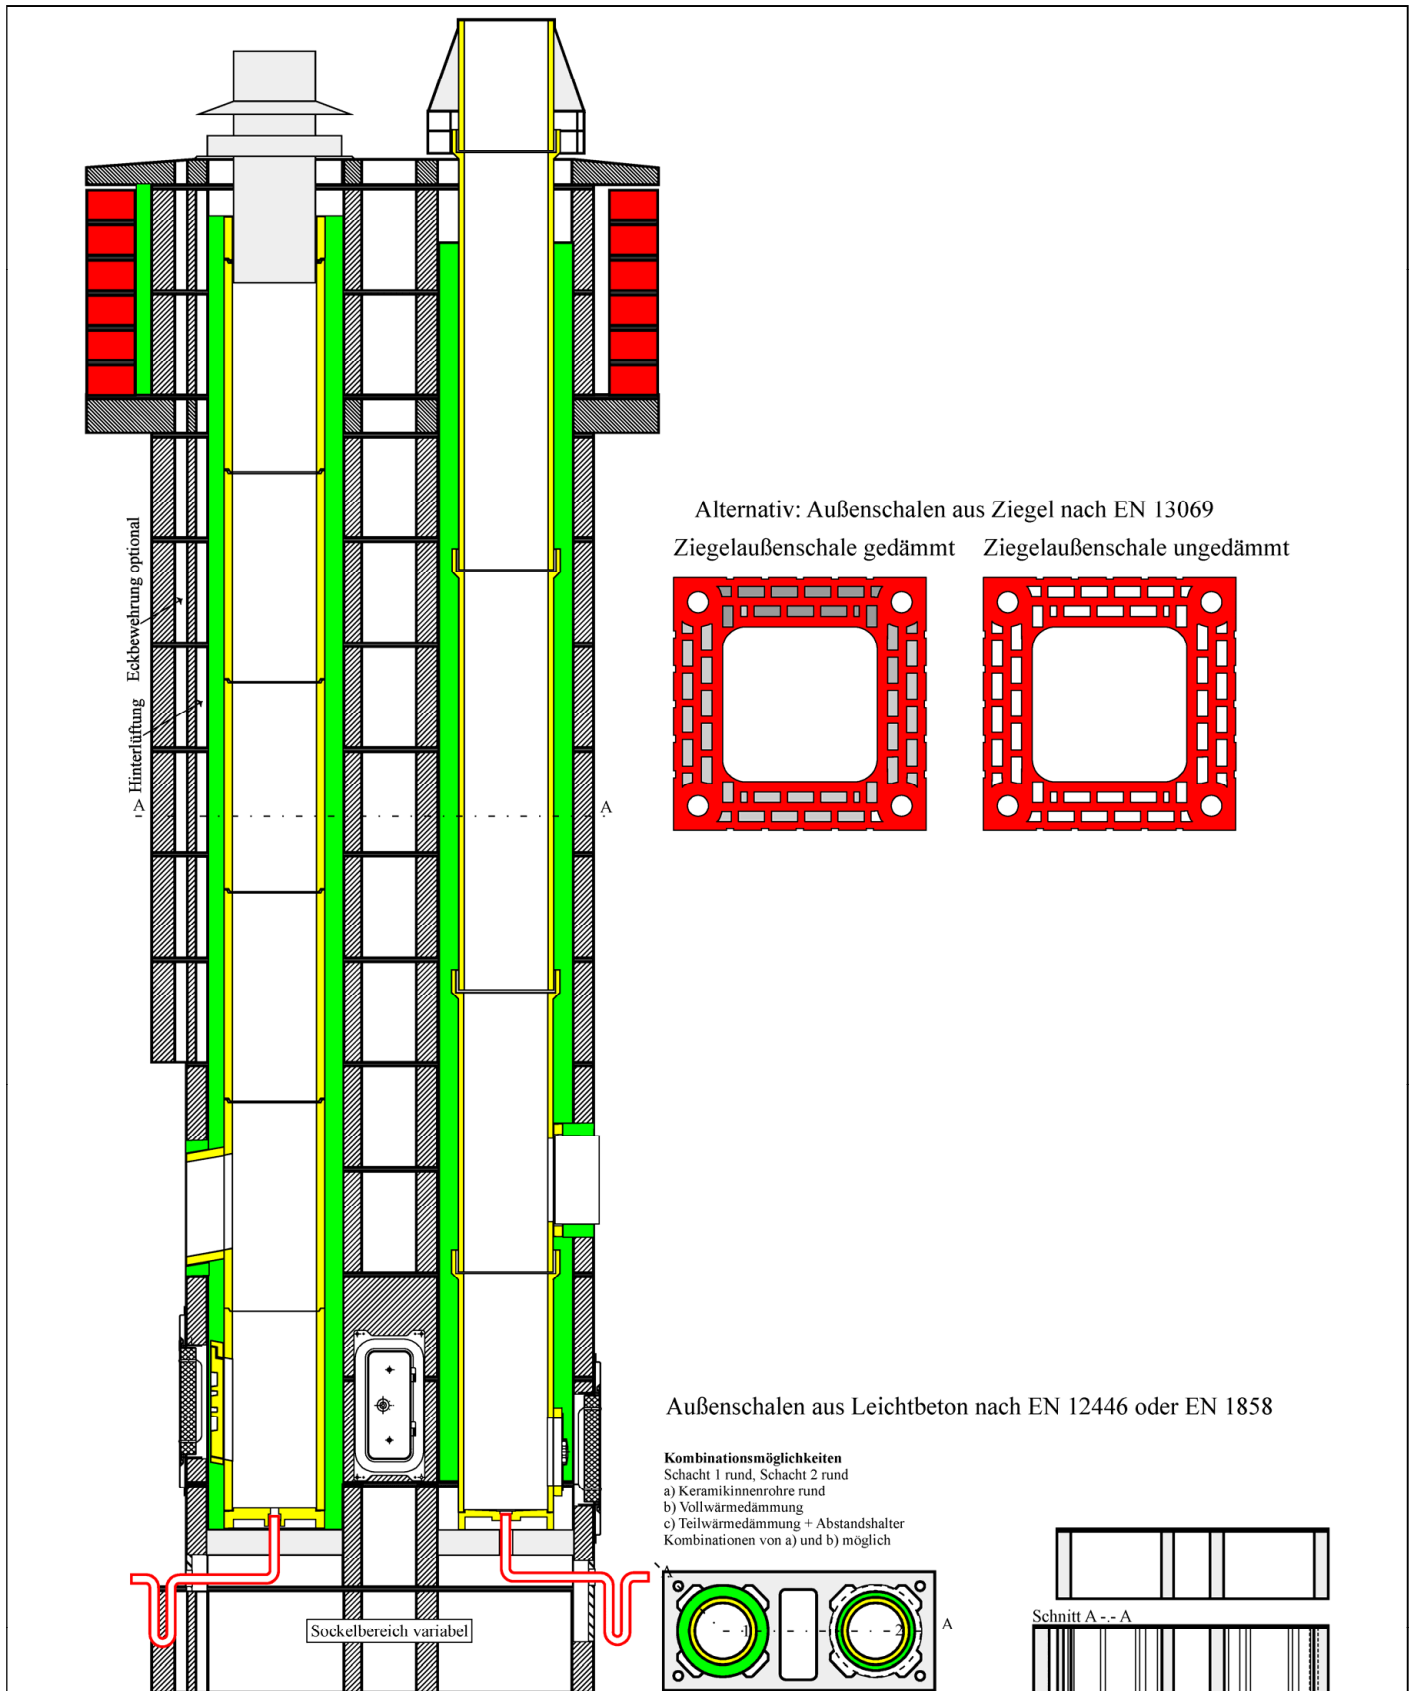 Alternativ: Außenschalen aus Ziegel nach EN 13069
Ziegelaußenschale gedämmt
Ziegelaußenschale ungedämmt
Eckbewehrung optional
Hinterlüftung
A
A
Außenschalen aus Leichtbeton nach EN 12446 oder EN 1858
Kombinationsmöglichkeiten
Schacht 1 rund, Schacht 2 rund
a) Keramikinnenrohre rund
b) Vollwärmedämmung
c) Teilwärmedämmung + Abstandshalter
Kombinationen von a) und b) möglich
A
1
2
A
Schnitt A -.- A
Sockelbereich variabel